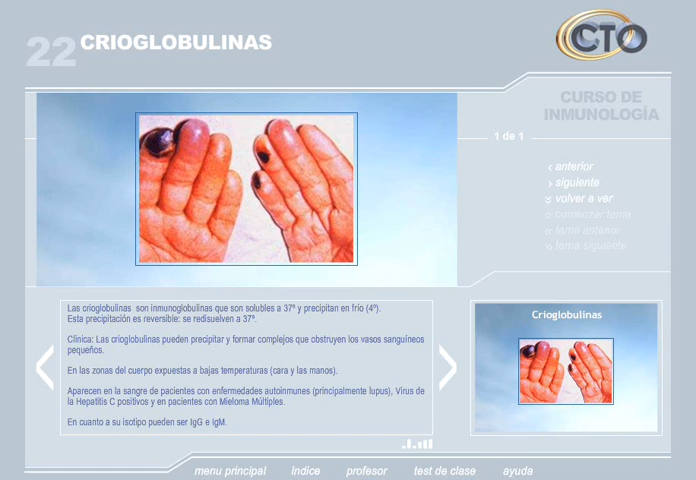 22 CRIOGLOBULINAS
CTO
CURSO DE
INMUNOLOGÍA
1 de 1
anterior
siguiente
volver a ver
comenzar tema
tema anterior
tema siguiente
Las crioglobulinas son inmunoglobulinas que son solubles a 37º y precipitan en frío (4º).
Esta precipitación es reversible: se redisuelven a 37º.
Clinica: Las crioglobulinas pueden precipitar y formar complejos que obstruyen los vasos sanguíneos
pequeños.
En las zonas del cuerpo expuestas a bajas temperaturas (cara y las manos).
Aparecen en la sangre de pacientes con enfermedades autoinmunes (principalmente lupus), Virus de
la Hepatitis C positivos y en pacientes con Mieloma Múltiples.
En cuanto a su isotipo pueden ser IgG e IgM.
Crioglobulinas
menu principal índice profesor test de clase ayuda